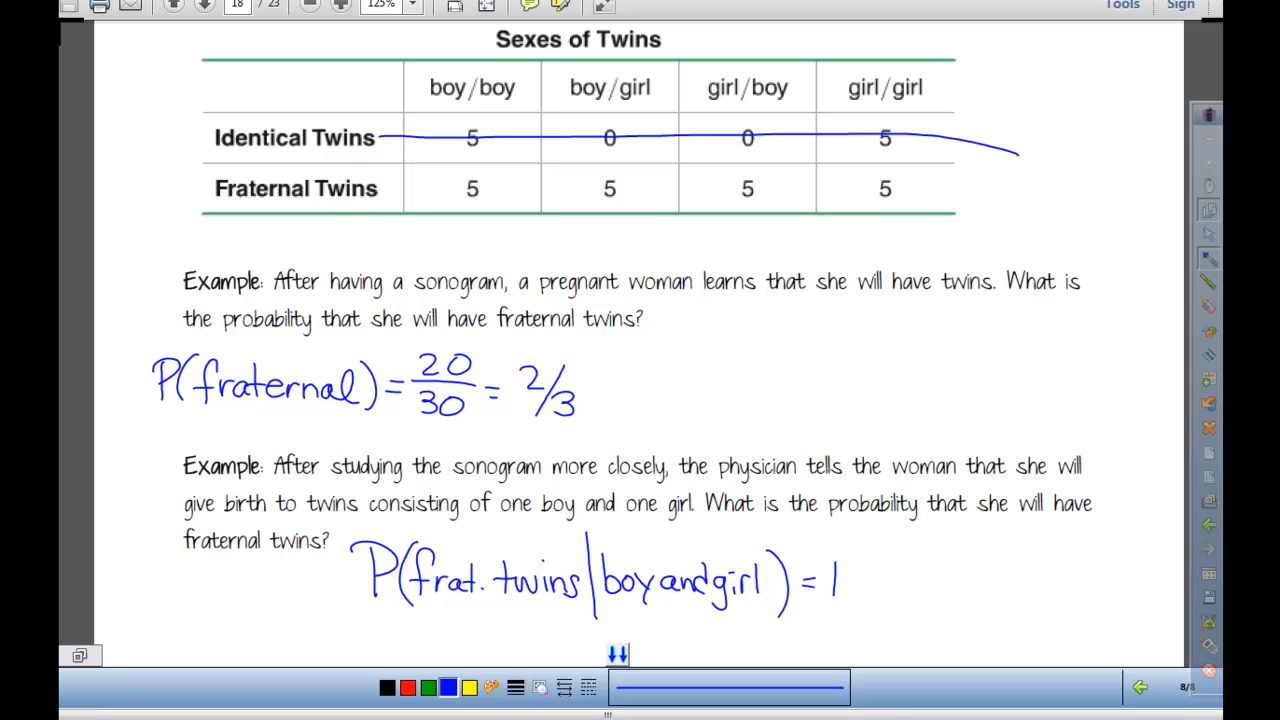 18 / 23
125%
Tools Sign
Sexes of Twins
boy/boy boy/girl girl/boy girl/girl
Identical Twins 5 0 0 5
Fraternal Twins 5 5 5 5
Example: After having a sonogram, a pregnant woman learns that she will have twins. What is
the probability that she will have fraternal twins?
P(fraternal) = 20/30 = 2/3
Example: After studying the sonogram more closely, the physician tells the woman that she will
give birth to twins consisting of one boy and one girl. What is the probability that she will have
fraternal twins?
P(frat. twins|boy and girl) = 1
8/8